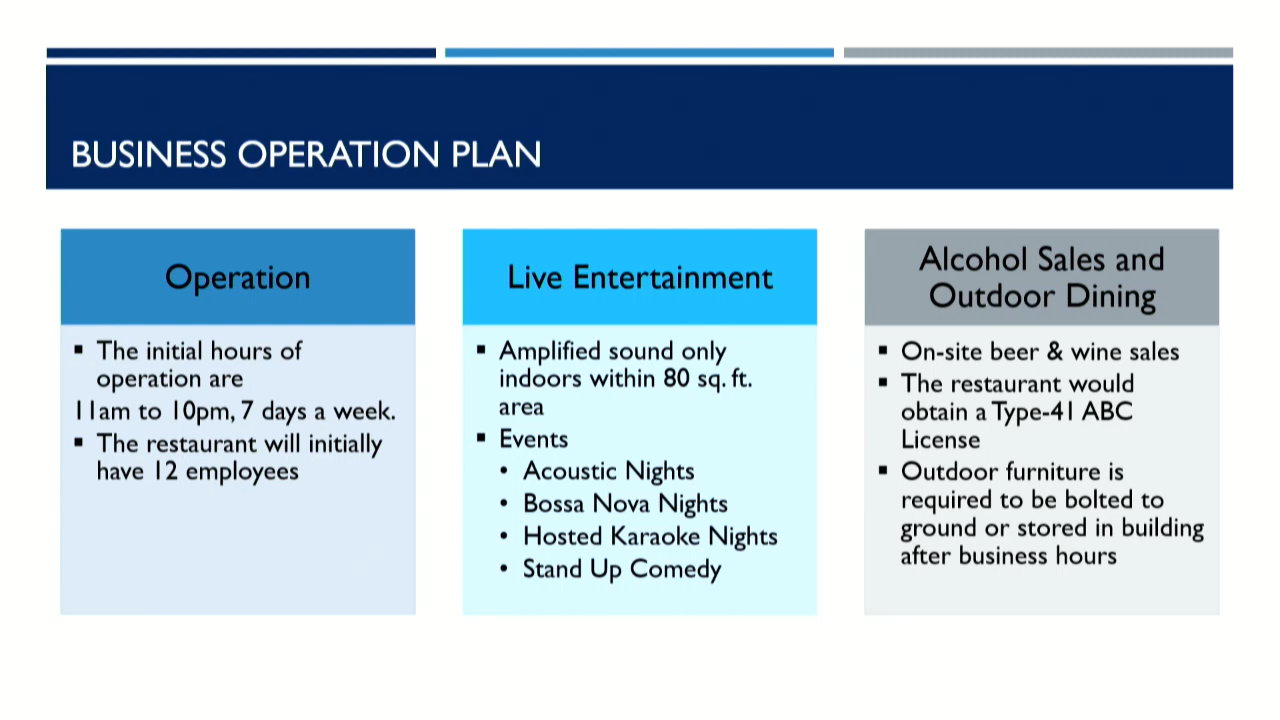 BUSINESS OPERATION PLAN
Operation
▪ The initial hours of
operation are
11am to 10pm, 7 days a week.
▪ The restaurant will initially
have 12 employees
Live Entertainment
▪ Amplified sound only
indoors within 80 sq. ft.
area
▪ Events
• Acoustic Nights
• Bossa Nova Nights
• Hosted Karaoke Nights
• Stand Up Comedy
Alcohol Sales and
Outdoor Dining
▪ On-site beer & wine sales
▪ The restaurant would
obtain a Type-41 ABC
License
▪ Outdoor furniture is
required to be bolted to
ground or stored in building
after business hours